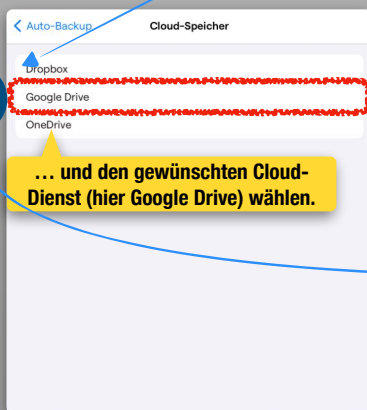 Auto-Backup Cloud-Speicher
Dropbox
Google Drive
OneDrive
… und den gewünschten Cloud-
Dienst (hier Google Drive) wählen.